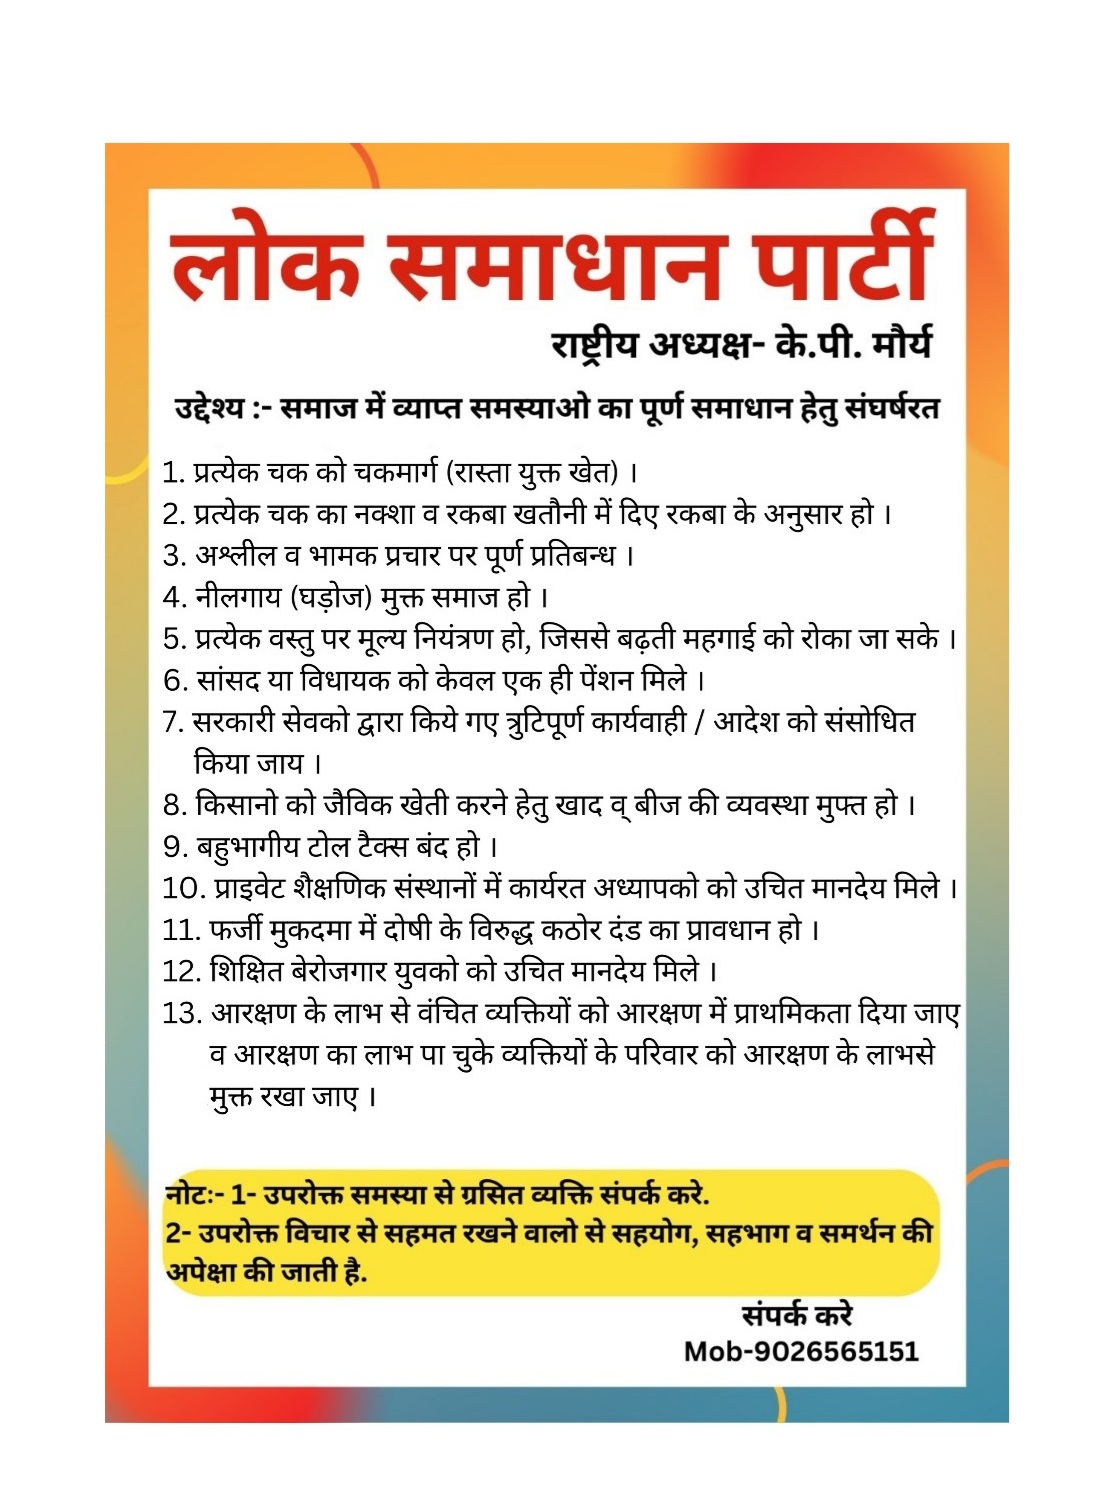 लोक समाधान पार्टी
राष्ट्रीय अध्यक्ष- के.पी. मौर्य
उद्देश्य :- समाज में व्याप्त समस्याओ का पूर्ण समाधान हेतु संघर्षरत
1. प्रत्येक चक को चकमार्ग (रास्ता युक्त खेत) ।
2. प्रत्येक चक का नक्शा व रकबा खतौनी में दिए रकबा के अनुसार हो ।
3. अश्लील व भामक प्रचार पर पूर्ण प्रतिबन्ध ।
4. नीलगाय (घड़ोज) मुक्त समाज हो ।
5. प्रत्येक वस्तु पर मूल्य नियंत्रण हो, जिससे बढ़ती महगाई को रोका जा सके ।
6. सांसद या विधायक को केवल एक ही पेंशन मिले ।
7. सरकारी सेवको द्वारा किये गए त्रुटिपूर्ण कार्यवाही / आदेश को संसोधित
किया जाय ।
8. किसानो को जैविक खेती करने हेतु खाद व् बीज की व्यवस्था मुफ्त हो ।
9. बहुभागीय टोल टैक्स बंद हो ।
10. प्राइवेट शैक्षणिक संस्थानों में कार्यरत अध्यापको को उचित मानदेय मिले ।
11. फर्जी मुकदमा में दोषी के विरुद्ध कठोर दंड का प्रावधान हो ।
12. शिक्षित बेरोजगार युवको को उचित मानदेय मिले ।
13. आरक्षण के लाभ से वंचित व्यक्तियों को आरक्षण में प्राथमिकता दिया जाए
व आरक्षण का लाभ पा चुके व्यक्तियों के परिवार को आरक्षण के लाभसे
मुक्त रखा जाए ।
नोटः- 1- उपरोक्त समस्या से ग्रसित व्यक्ति संपर्क करे.
2- उपरोक्त विचार से सहमत रखने वालो से सहयोग, सहभाग व समर्थन की
अपेक्षा की जाती है.
संपर्क करे
Mob-9026565151